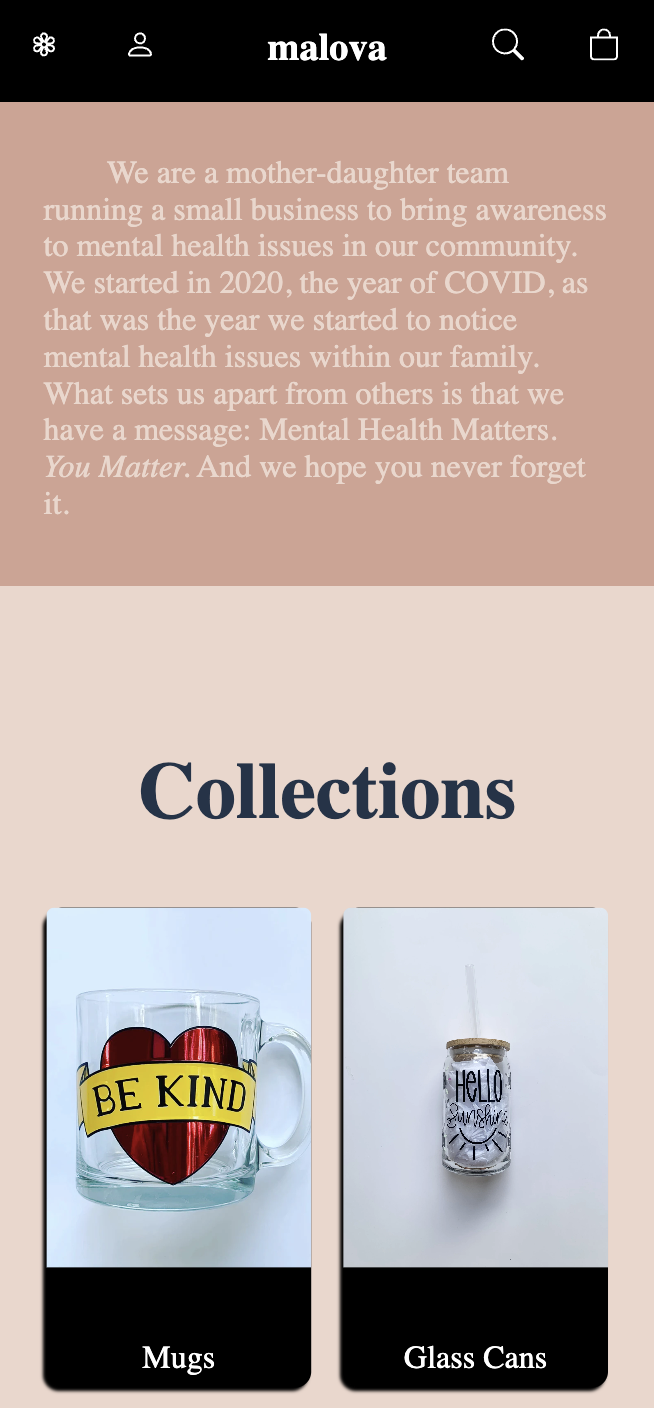 malova
We are a mother-daughter team
running a small business to bring awareness
to mental health issues in our community.
We started in 2020, the year of COVID, as
that was the year we started to notice
mental health issues within our family.
What sets us apart from others is that we
have a message: Mental Health Matters.
You Matter. And we hope you never forget
it.
Collections
BE KIND
HELLO
Sunshine
Mugs
Glass Cans